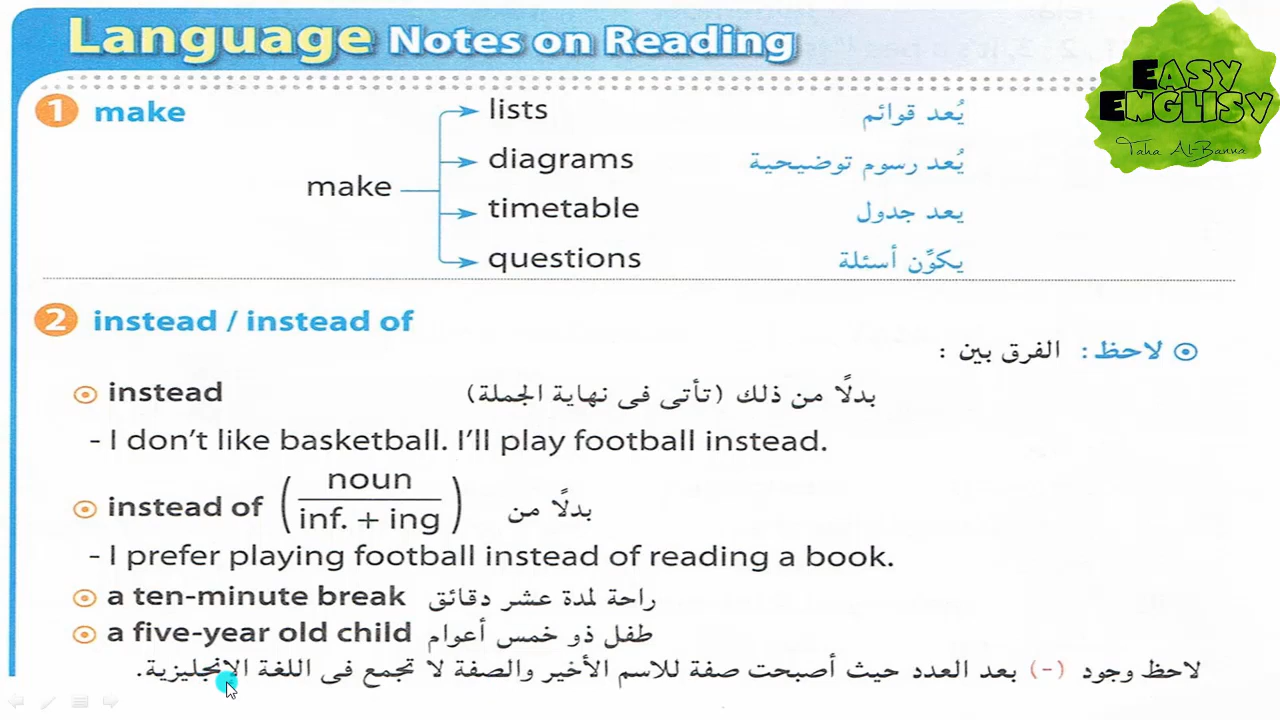 Language Notes on Reading
EASY
ENGLISY
Taha Al-Banna
1 make
make
lists يُعد قوائم
diagrams يُعد رسوم توضيحية
timetable يعد جدول
questions يكوِّن أسئلة
2 instead / instead of
لاحظ: الفرق بين :
instead بدلًا من ذلك (تأتى فى نهاية الجملة)
- I don't like basketball. I'll play football instead.
instead of (noun / inf. + ing) بدلًا من
- I prefer playing football instead of reading a book.
a ten-minute break راحة لمدة عشر دقائق
a five-year old child طفل ذو خمس أعوام
لاحظ وجود (-) بعد العدد حيث أصبحت صفة للاسم الأخير والصفة لا تجمع فى اللغة الإنجليزية.